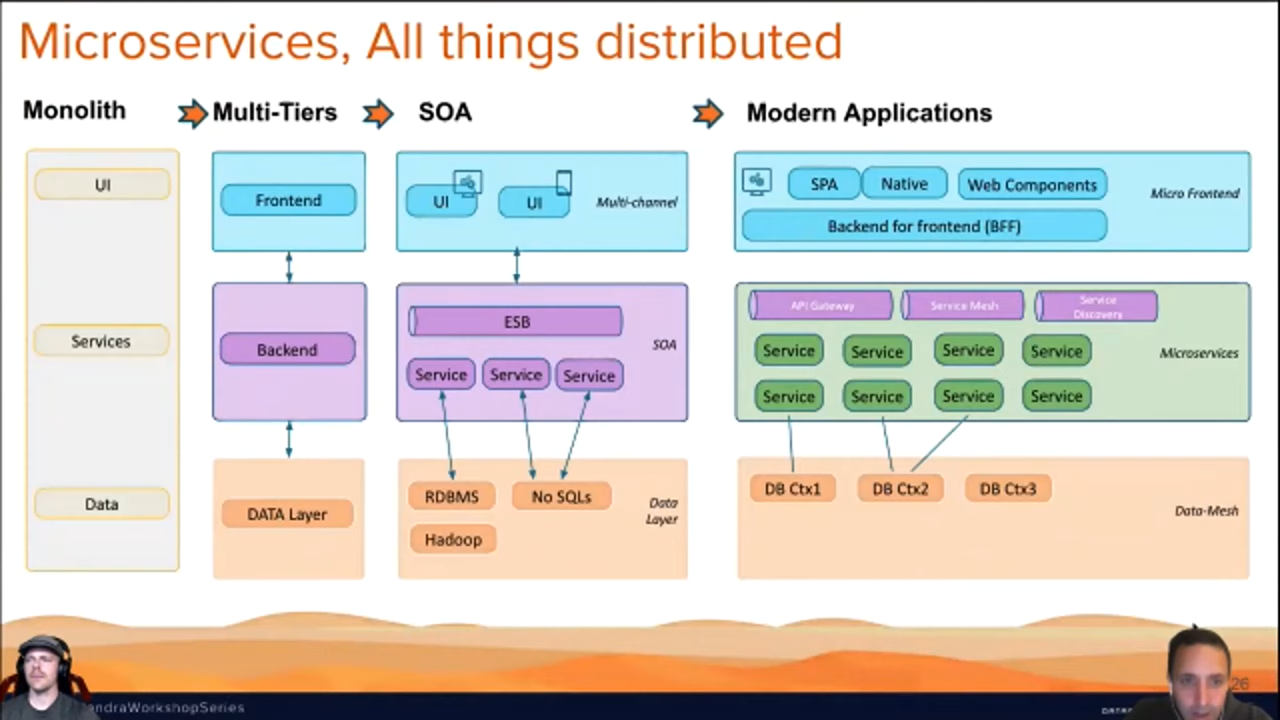 Microservices, All things distributed
Monolith
Multi-Tiers
SOA
Modern Applications
UI
Services
Data
Frontend
Backend
DATA Layer
UI
UI
Multi-channel
ESB
SOA
Service
Service
Service
RDBMS
No SQLs
Data
Layer
Hadoop
SPA
Native
Web Components
Micro Frontend
Backend for frontend (BFF)
API Gateway
Service Mesh
Service
Discovery
Service
Service
Service
Service
Microservices
Service
Service
Service
Service
DB Ctx1
DB Ctx2
DB Ctx3
Data-Mesh
26
endraWorkshopSeries